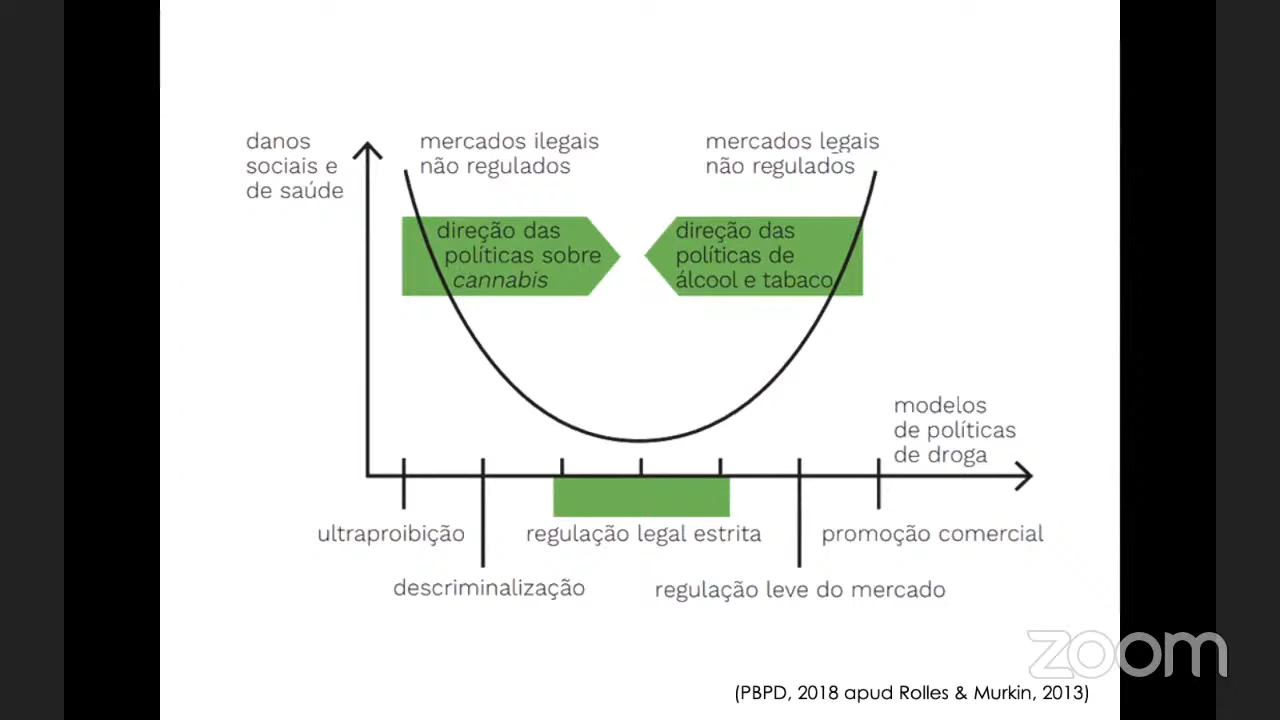 danos
sociais e
de saúde
mercados ilegais
não regulados
mercados legais
não regulados
direção das
políticas sobre
cannabis
direção das
políticas de
álcool e tabaco
modelos
de políticas
de droga
ultraproibição
regulação legal estrita
promoção comercial
descriminalização
regulação leve do mercado
zoom
(PBPD, 2018 apud Rolles & Murkin, 2013)